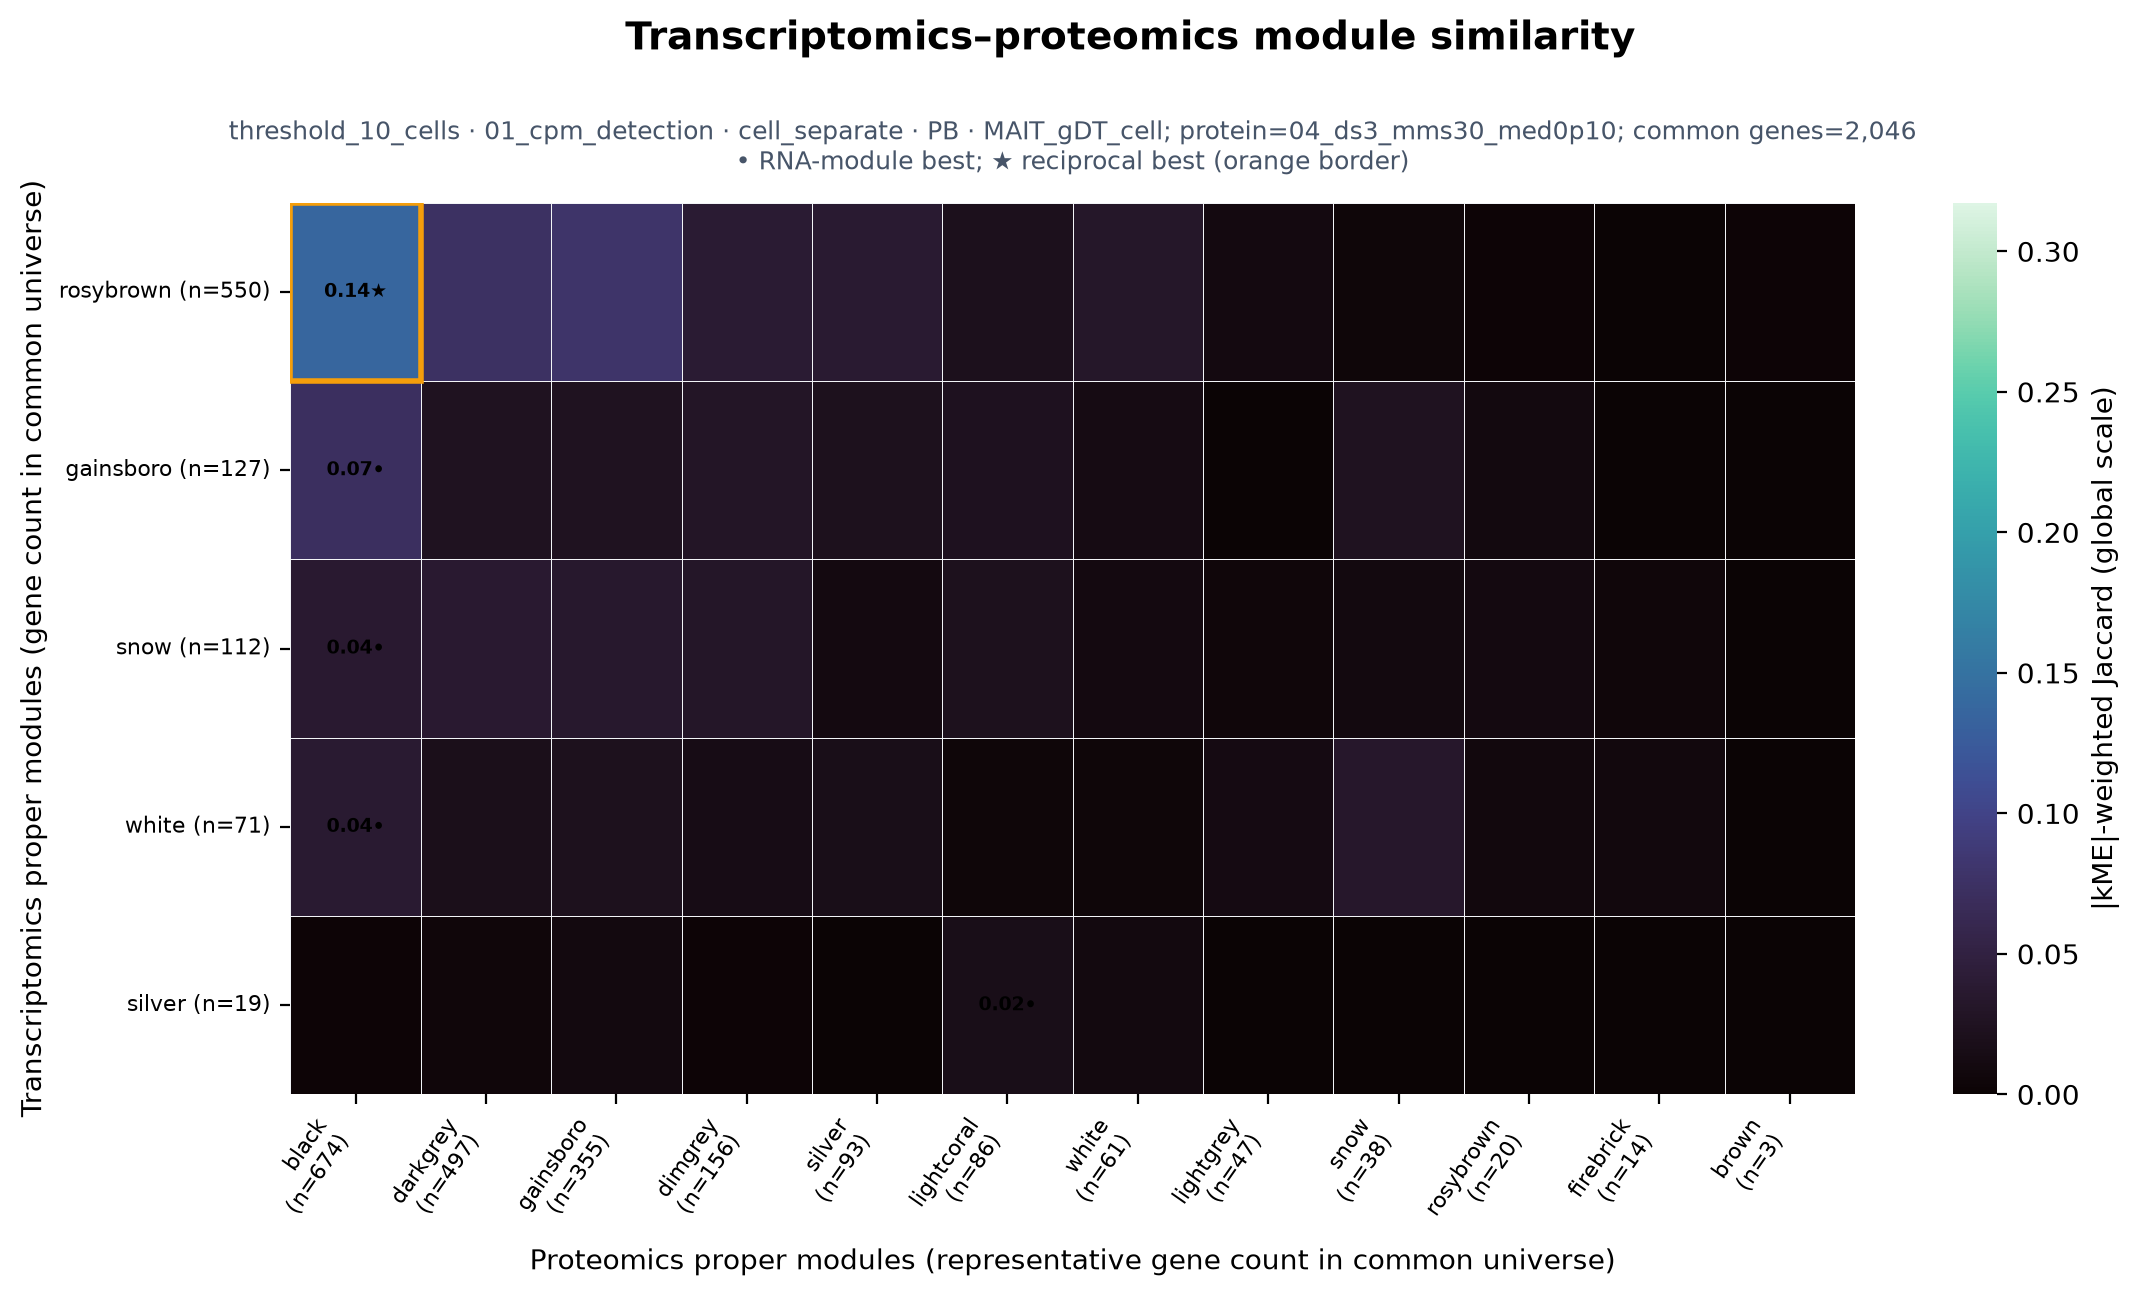 Transcriptomics–proteomics module similarity
threshold_10_cells · 01_cpm_detection · cell_separate · PB · MAIT_gDT_cell; protein=04_ds3_mms30_med0p10; common genes=2,046
• RNA-module best; ★ reciprocal best (orange border)
Transcriptomics proper modules (gene count in common universe)
rosybrown (n=550)
gainsboro (n=127)
snow (n=112)
white (n=71)
silver (n=19)
0.14★
0.07•
0.04•
0.04•
0.02•
black
(n=674)
darkgrey
(n=497)
gainsboro
(n=355)
dimgrey
(n=156)
silver
(n=93)
lightcoral
(n=86)
white
(n=61)
lightgrey
(n=47)
snow
(n=38)
rosybrown
(n=20)
firebrick
(n=14)
brown
(n=3)
Proteomics proper modules (representative gene count in common universe)
0.30
0.25
0.20
0.15
0.10
0.05
0.00
|kME|-weighted Jaccard (global scale)